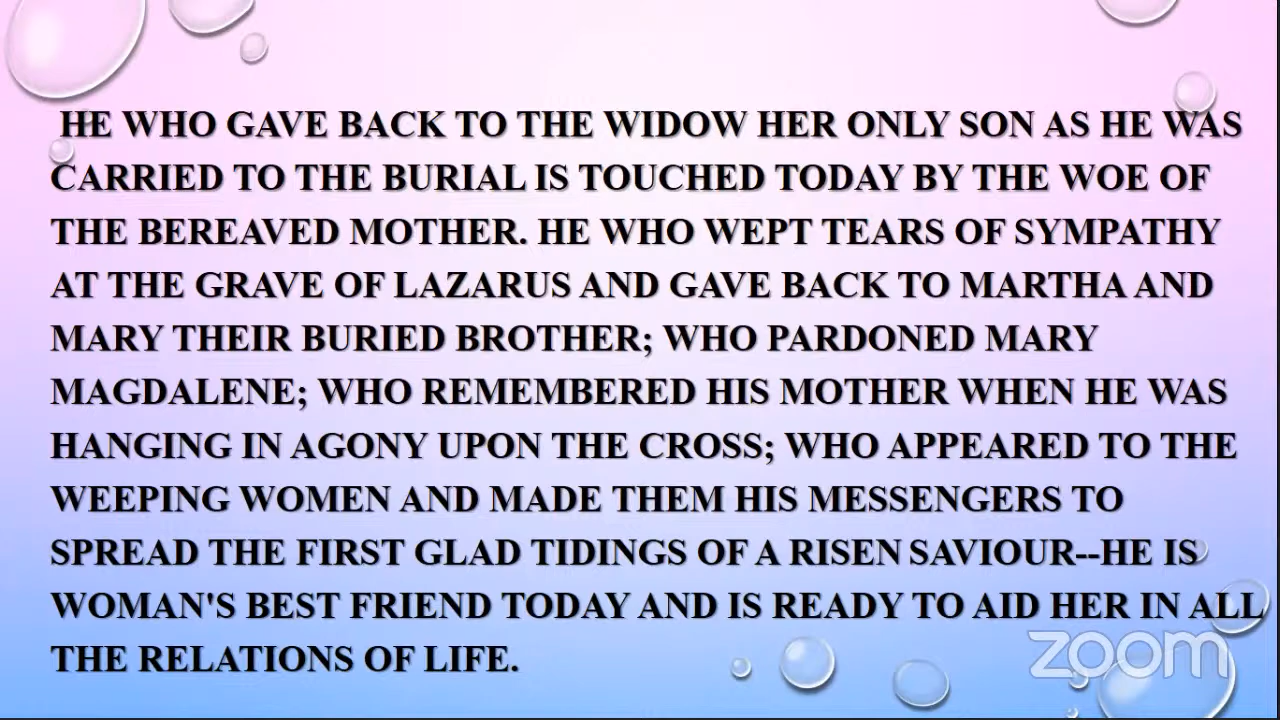 HE WHO GAVE BACK TO THE WIDOW HER ONLY SON AS HE WAS
CARRIED TO THE BURIAL IS TOUCHED TODAY BY THE WOE OF
THE BEREAVED MOTHER. HE WHO WEPT TEARS OF SYMPATHY
AT THE GRAVE OF LAZARUS AND GAVE BACK TO MARTHA AND
MARY THEIR BURIED BROTHER; WHO PARDONED MARY
MAGDALENE; WHO REMEMBERED HIS MOTHER WHEN HE WAS
HANGING IN AGONY UPON THE CROSS; WHO APPEARED TO THE
WEEPING WOMEN AND MADE THEM HIS MESSENGERS TO
SPREAD THE FIRST GLAD TIDINGS OF A RISEN SAVIOUR--HE IS
WOMAN'S BEST FRIEND TODAY AND IS READY TO AID HER IN ALL
THE RELATIONS OF LIFE.
zoom